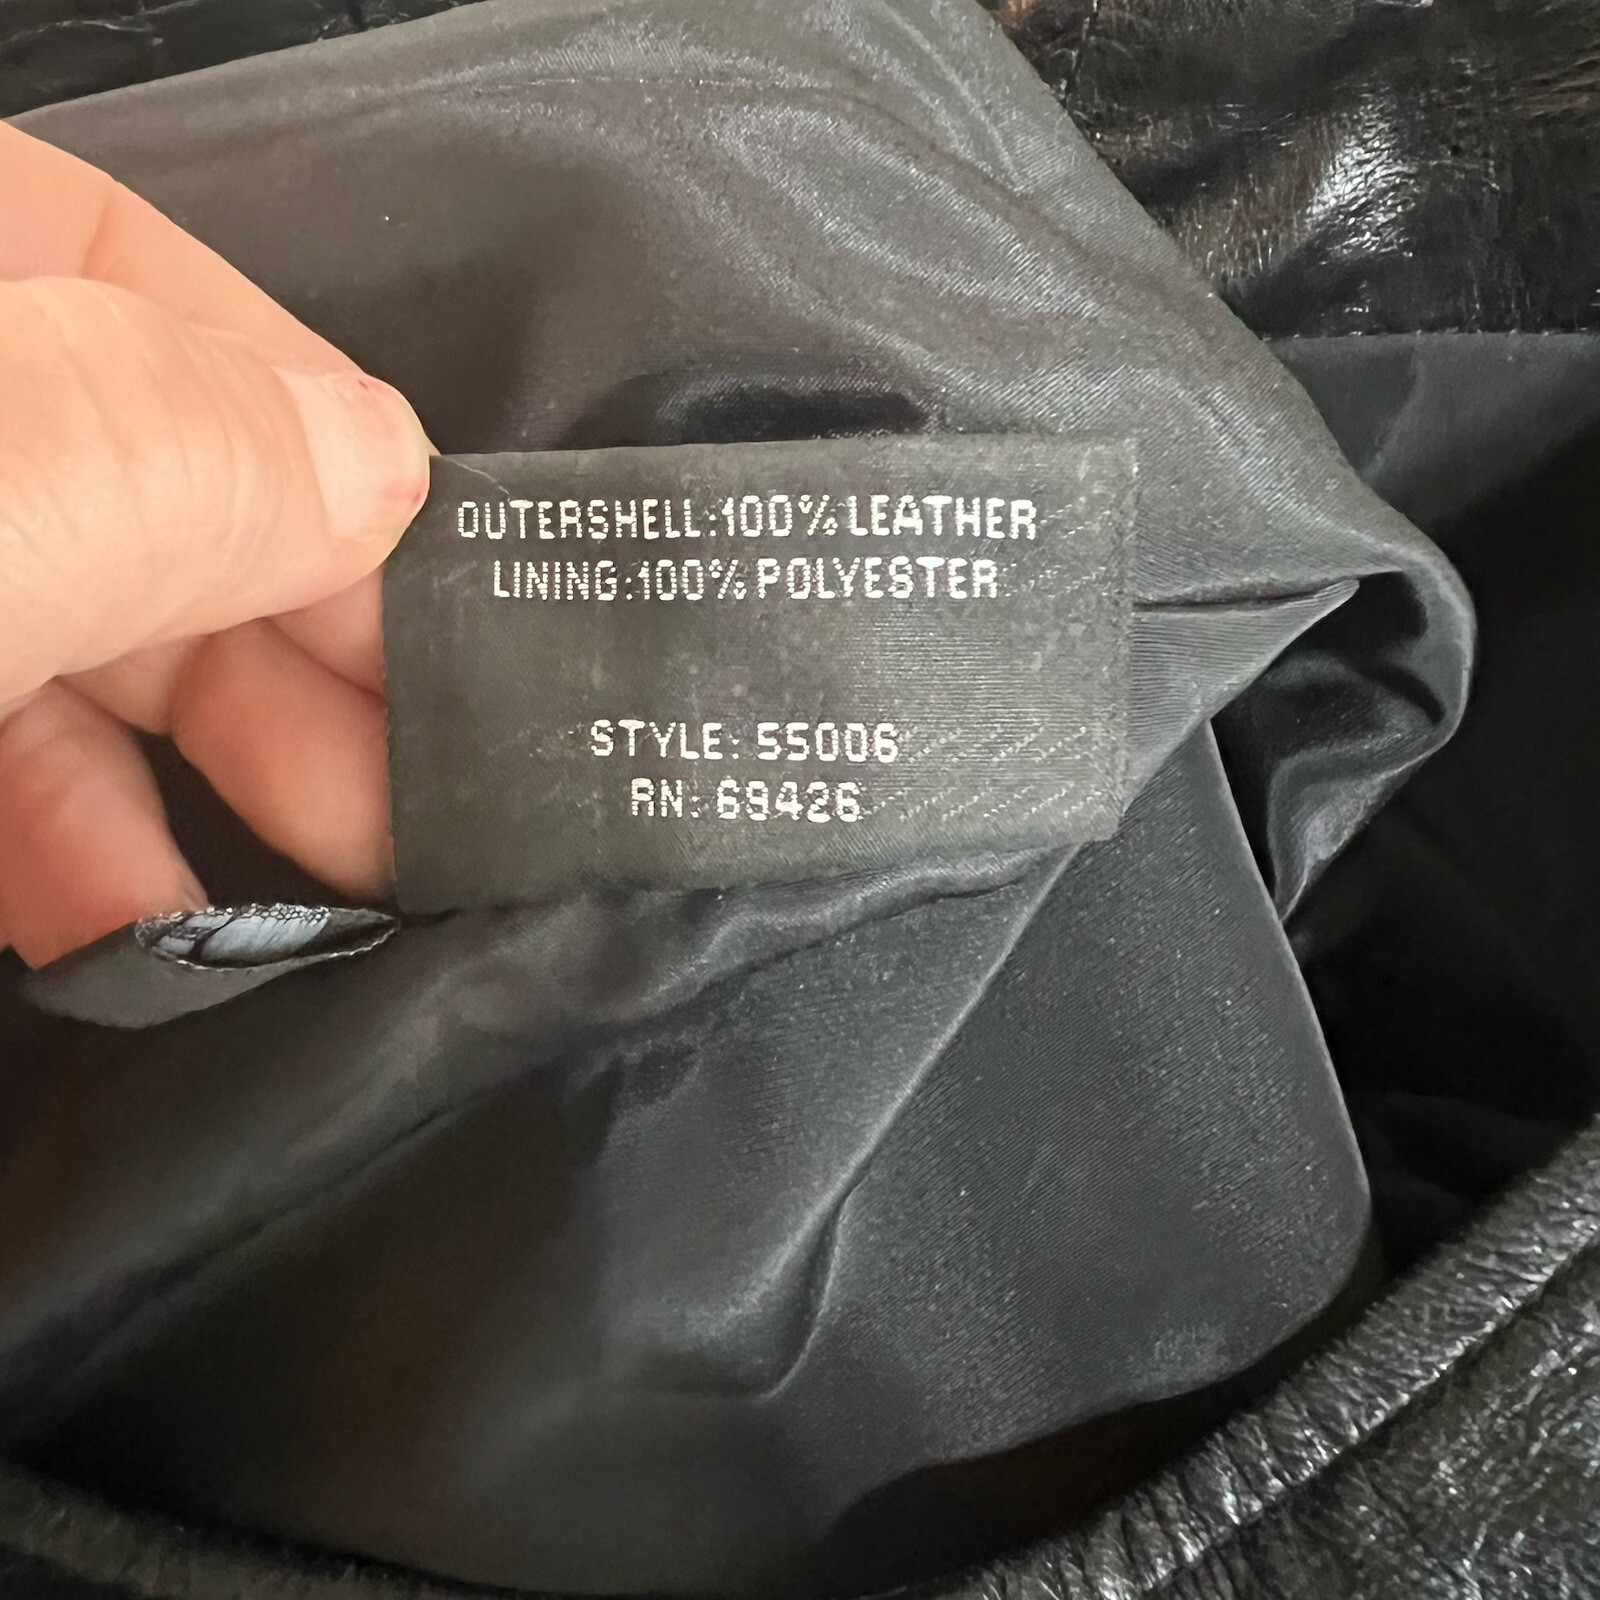 OUTERSHELL:100% LEATHER
LINING:100% POLYESTER
STYLE: 55006
RN: 69426